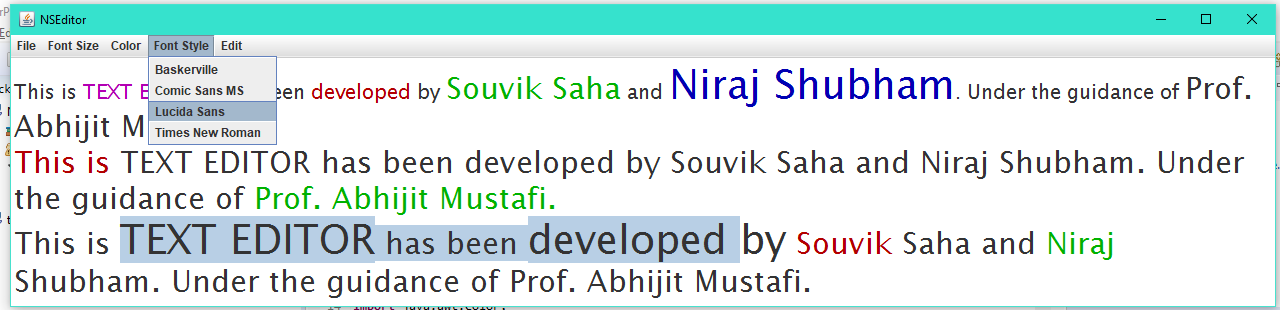 NSEditor
File Font Size Color Font Style Edit
Baskerville
Comic Sans MS
Lucida Sans
Times New Roman
This is TEXT E een developed by Souvik Saha and Niraj Shubham. Under the guidance of Prof.
Abhijit M
This is TEXT EDITOR has been developed by Souvik Saha and Niraj Shubham. Under
the guidance of Prof. Abhijit Mustafi.
This is TEXT EDITOR has been developed by Souvik Saha and Niraj
Shubham. Under the guidance of Prof. Abhijit Mustafi.